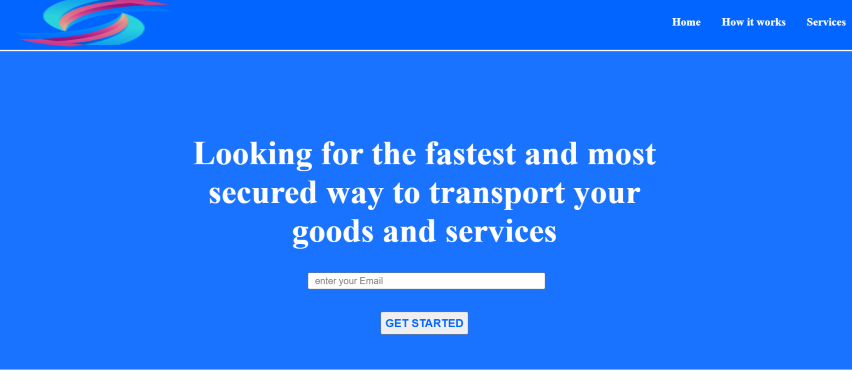 Home How it works Services
Looking for the fastest and most
secured way to transport your
goods and services
enter your Email
GET STARTED